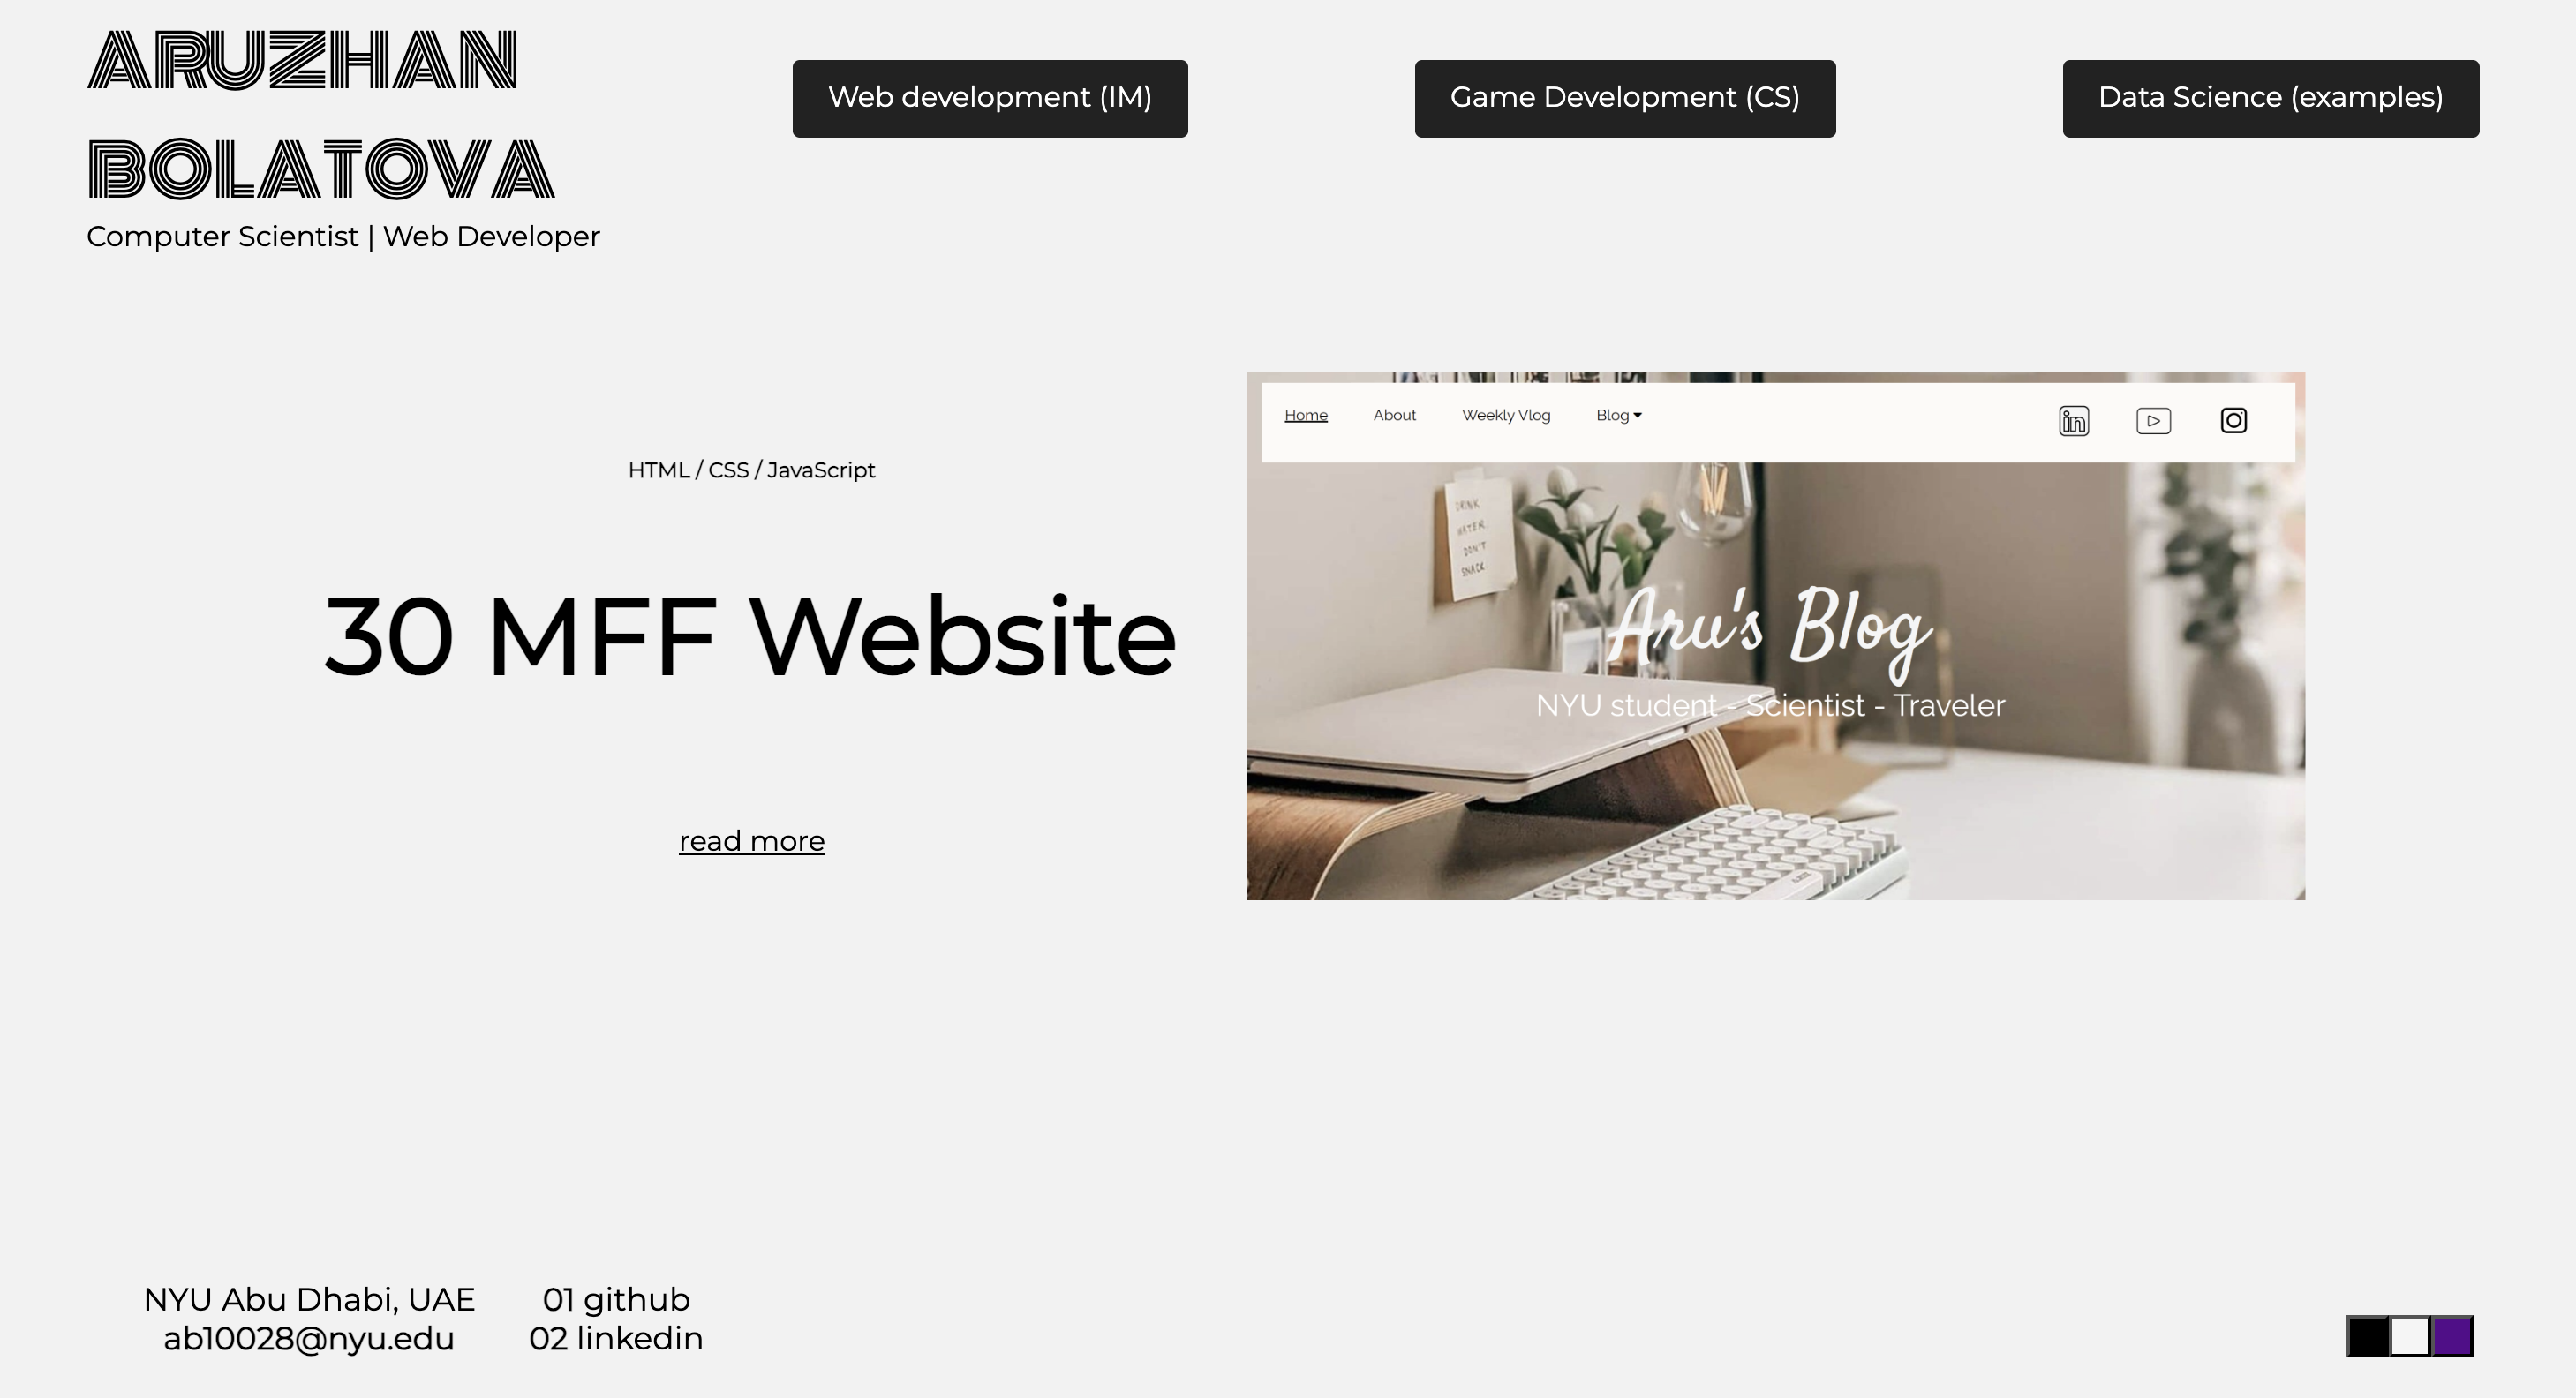 ARUZHAN
BOLATOVA
Computer Scientist | Web Developer
Web development (IM)
Game Development (CS)
Data Science (examples)
HTML / CSS / JavaScript
30 MFF Website
read more
Home
About
Weekly Vlog
Blog
in
DRINK
WATER
DON'T
SNACK
Aru's Blog
NYU student - Scientist - Traveler
NYU Abu Dhabi, UAE
ab10028@nyu.edu
01 github
02 linkedin